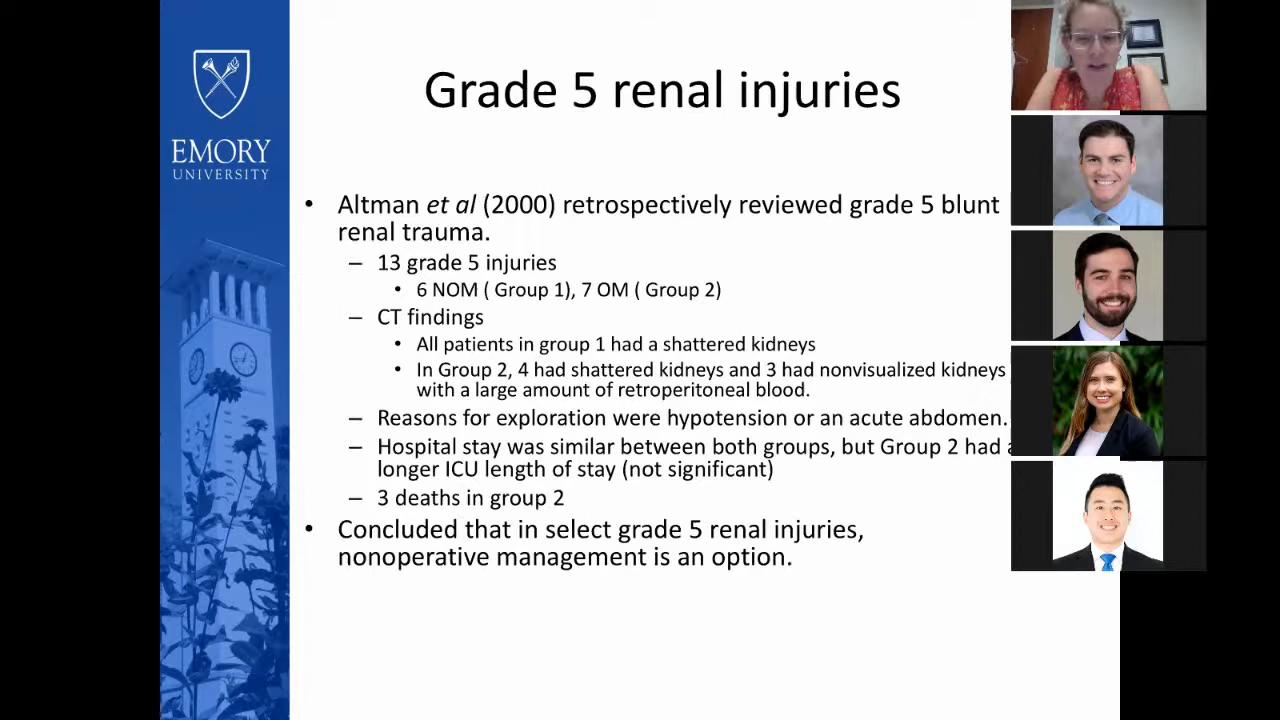 EMORY
UNIVERSITY
Grade 5 renal injuries
• Altman et al (2000) retrospectively reviewed grade 5 blunt
renal trauma.
– 13 grade 5 injuries
• 6 NOM ( Group 1), 7 OM ( Group 2)
– CT findings
• All patients in group 1 had a shattered kidneys
• In Group 2, 4 had shattered kidneys and 3 had nonvisualized kidneys
with a large amount of retroperitoneal blood.
– Reasons for exploration were hypotension or an acute abdomen.
– Hospital stay was similar between both groups, but Group 2 had a
longer ICU length of stay (not significant)
– 3 deaths in group 2
• Concluded that in select grade 5 renal injuries,
nonoperative management is an option.